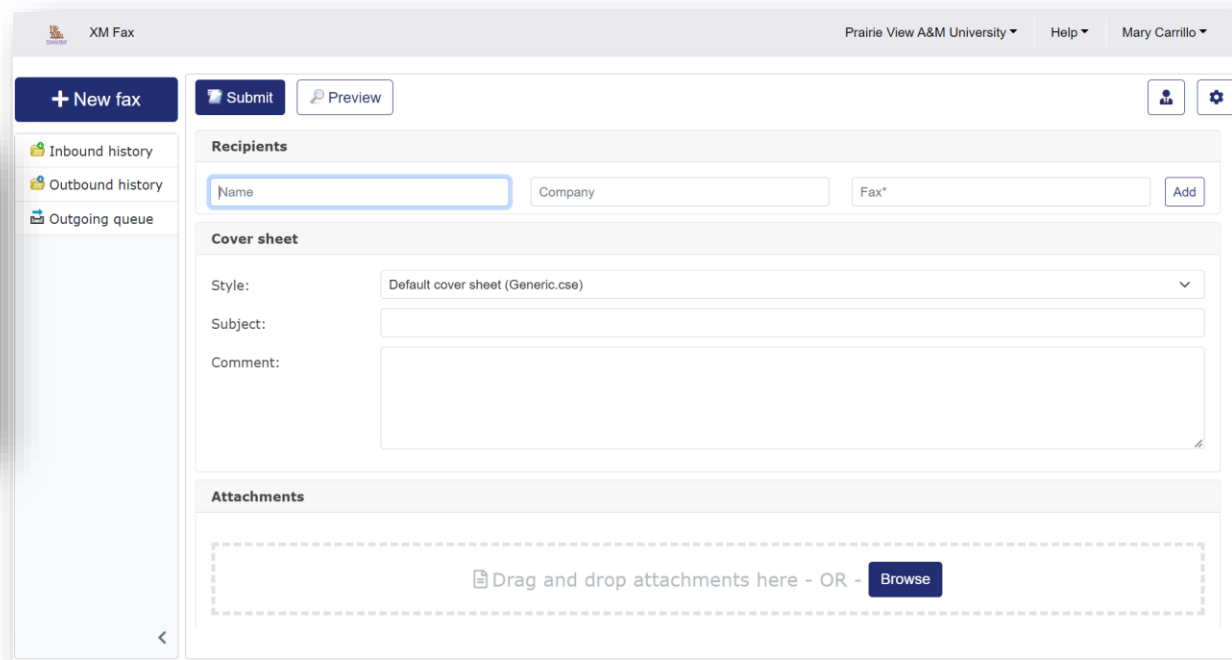 XM Fax
Prairie View A&M University
Help
Mary Carrillo
New fax
Submit
Preview
Inbound history
Outbound history
Outgoing queue
Recipients
Name
Company
Fax*
Add
Cover sheet
Style:
Default cover sheet (Generic.cse)
Subject:
Comment:
Attachments
Drag and drop attachments here - OR -
Browse